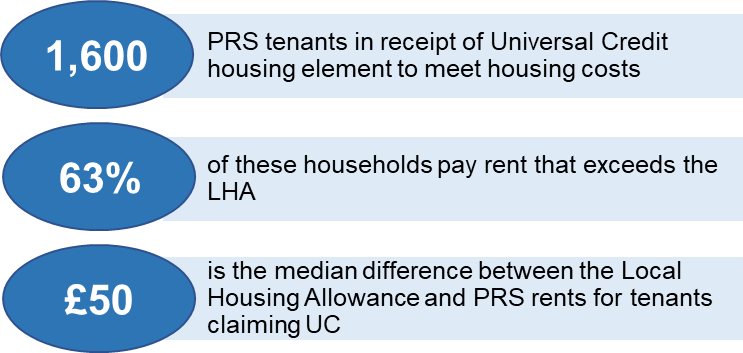 1,600
PRS tenants in receipt of Universal Credit
housing element to meet housing costs
63%
of these households pay rent that exceeds the
LHA
£50
is the median difference between the Local
Housing Allowance and PRS rents for tenants
claiming UC